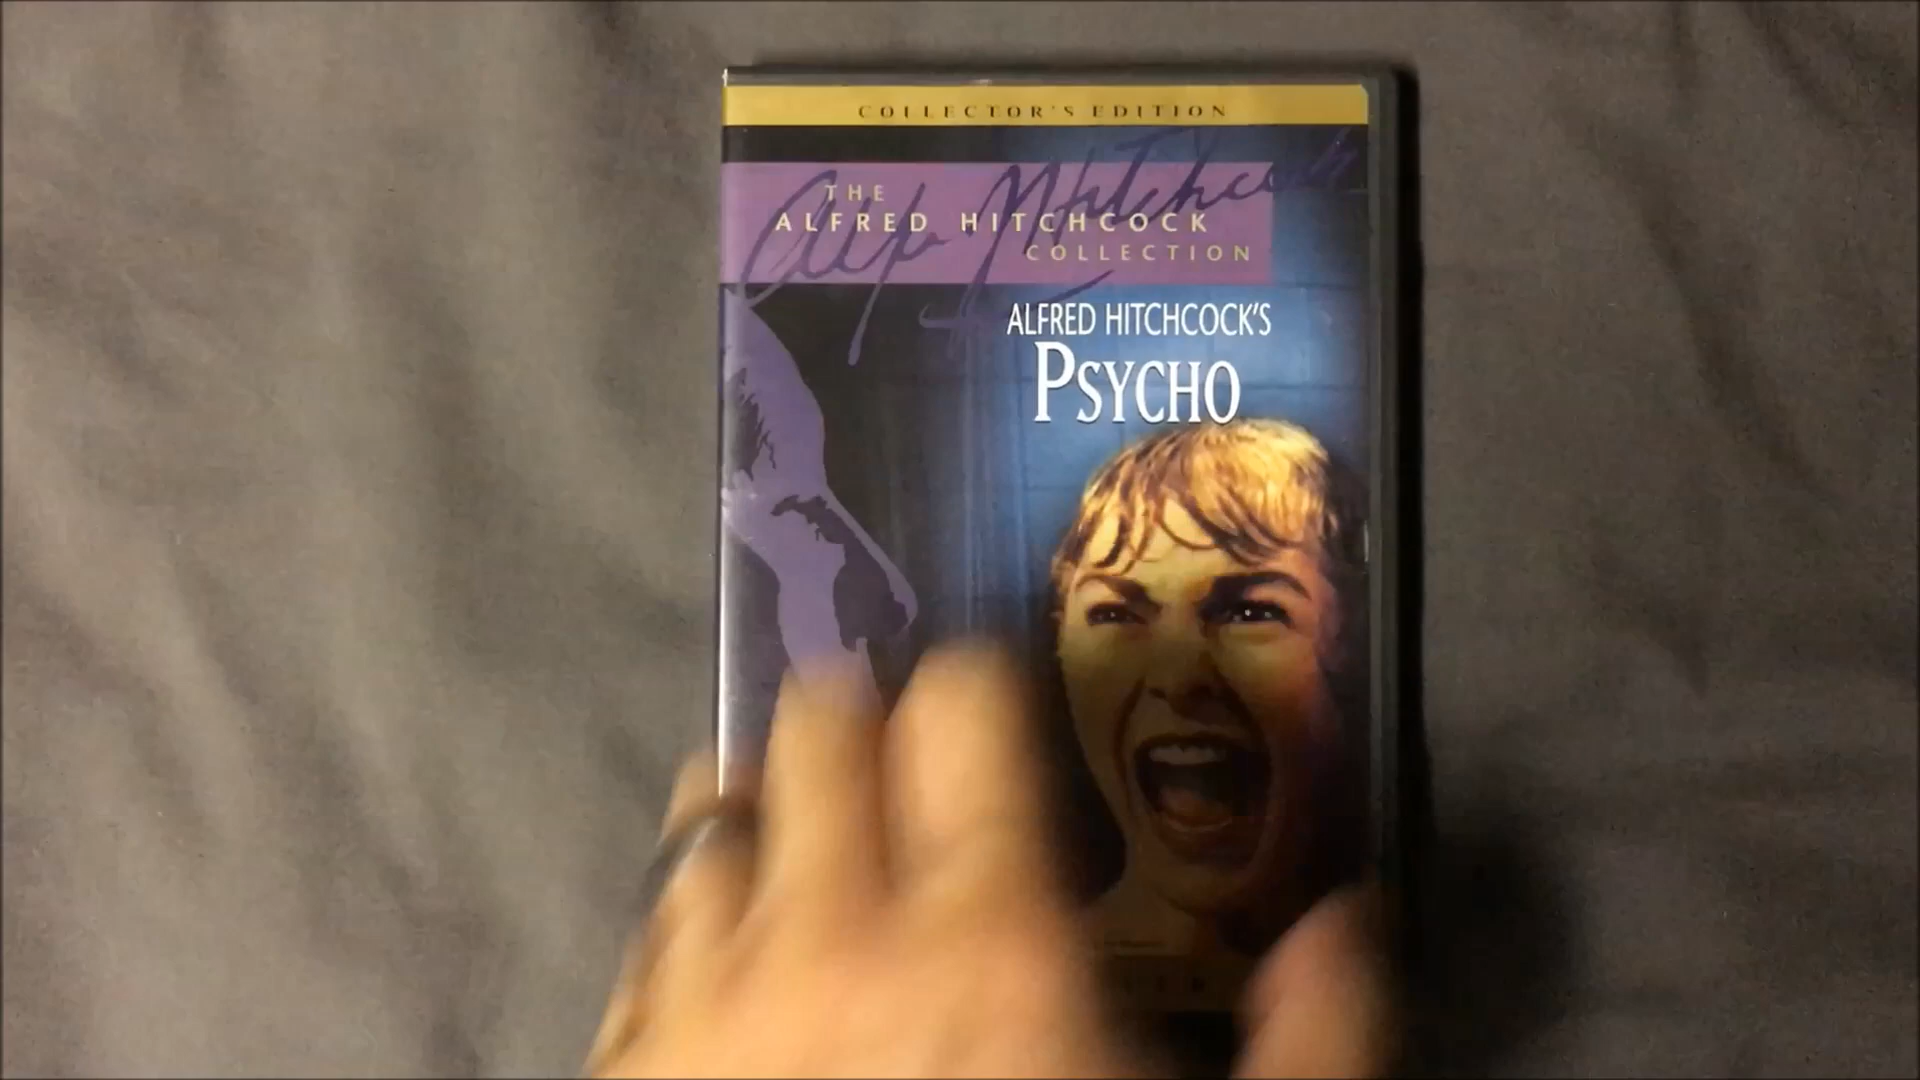 COLLECTOR'S EDITION
THE
ALFRED HITCHCOCK
COLLECTION
ALFRED HITCHCOCK'S
PSYCHO